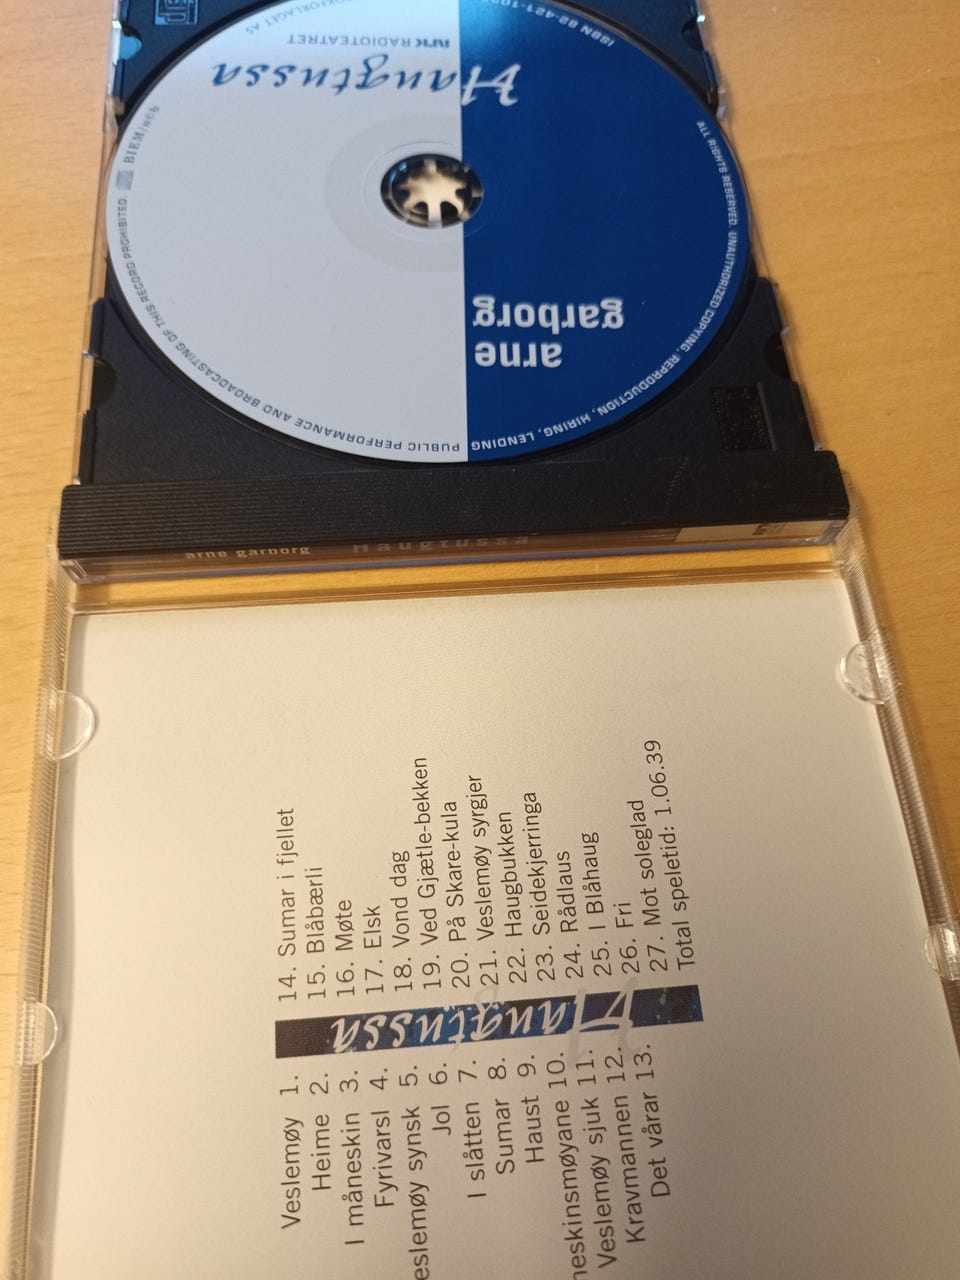 Haugtussa
NRK RADIOTEATRET
arne
garborg
ALL RIGHTS RESERVED. UNAUTHORIZED COPYING, REPRODUCTION, HIRING, LENDING
PUBLIC PERFORMANCE AND BROADCASTING OF THIS RECORD PROHIBITED.
BIEM/nCb
arne garborg Haugtussa
Veslemøy 1.
Heime 2.
I måneskin 3.
Fyrivarsl 4.
eslemøy synsk 5.
Jol 6.
I slåtten 7.
Sumar 8.
Haust 9.
neskinsmøyane 10.
Veslemøy sjuk 11.
Kravmannen 12.
Det vårar 13.
Haugtussa
14. Sumar i fjellet
15. Blåbærli
16. Møte
17. Elsk
18. Vond dag
19. Ved Gjætle-bekken
20. På Skare-kula
21. Veslemøy syrgjer
22. Haugbukken
23. Seidekjerringa
24. Rådlaus
25. I Blåhaug
26. Fri
27. Mot soleglad
Total speletid: 1.06.39